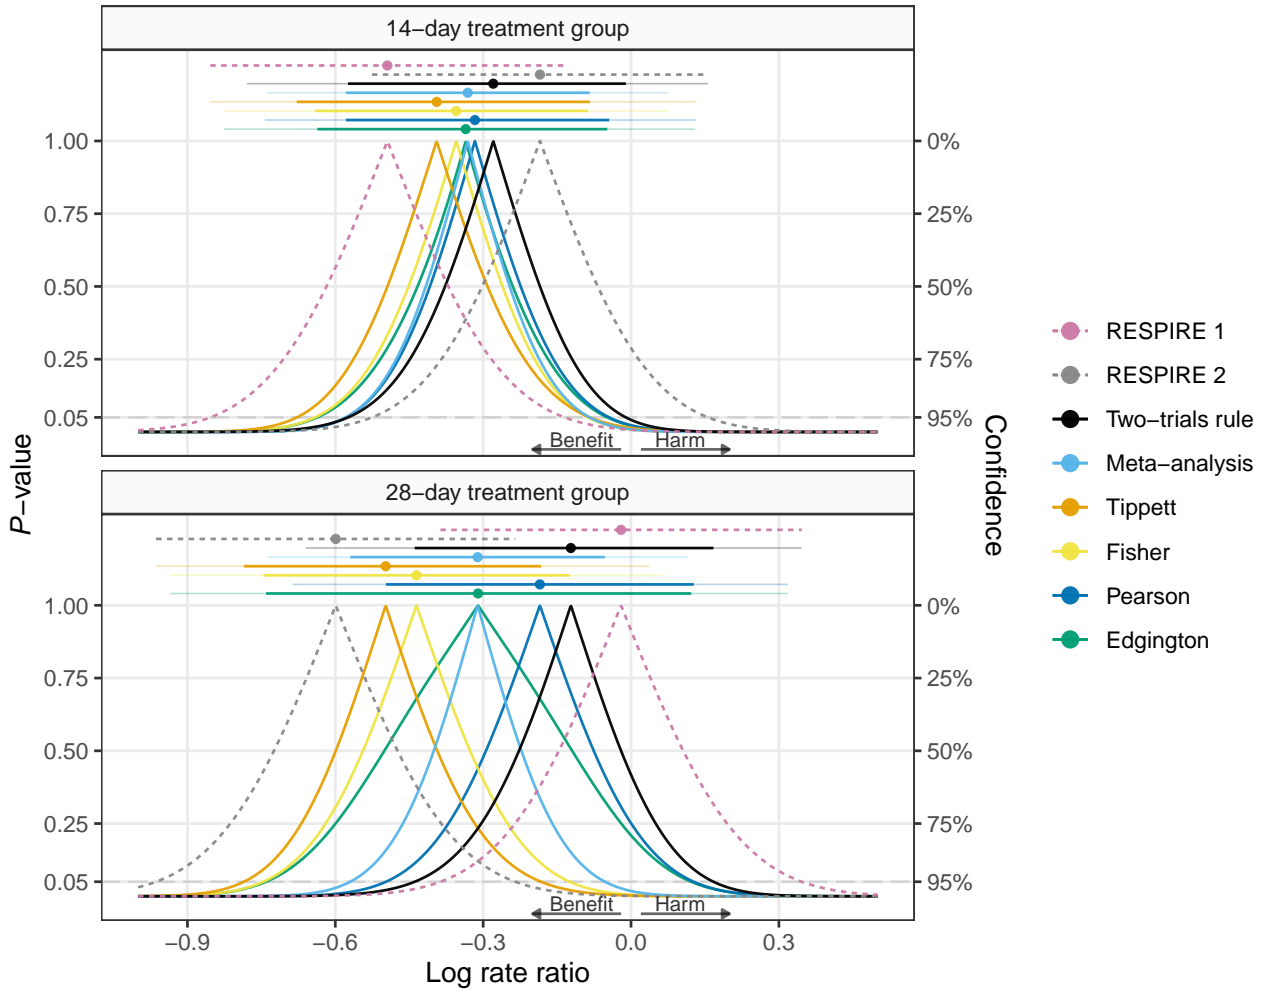 14−day treatment group
1.00
0.75
0.50
0.25
0.05
0%
25%
50%
75%
95%
Benefit
Harm
28−day treatment group
1.00
0.75
0.50
0.25
0.05
0%
25%
50%
75%
95%
Benefit
Harm
−0.9
−0.6
−0.3
0.0
0.3
Log rate ratio
P−value
Confidence
RESPIRE 1
RESPIRE 2
Two−trials rule
Meta−analysis
Tippett
Fisher
Pearson
Edgington